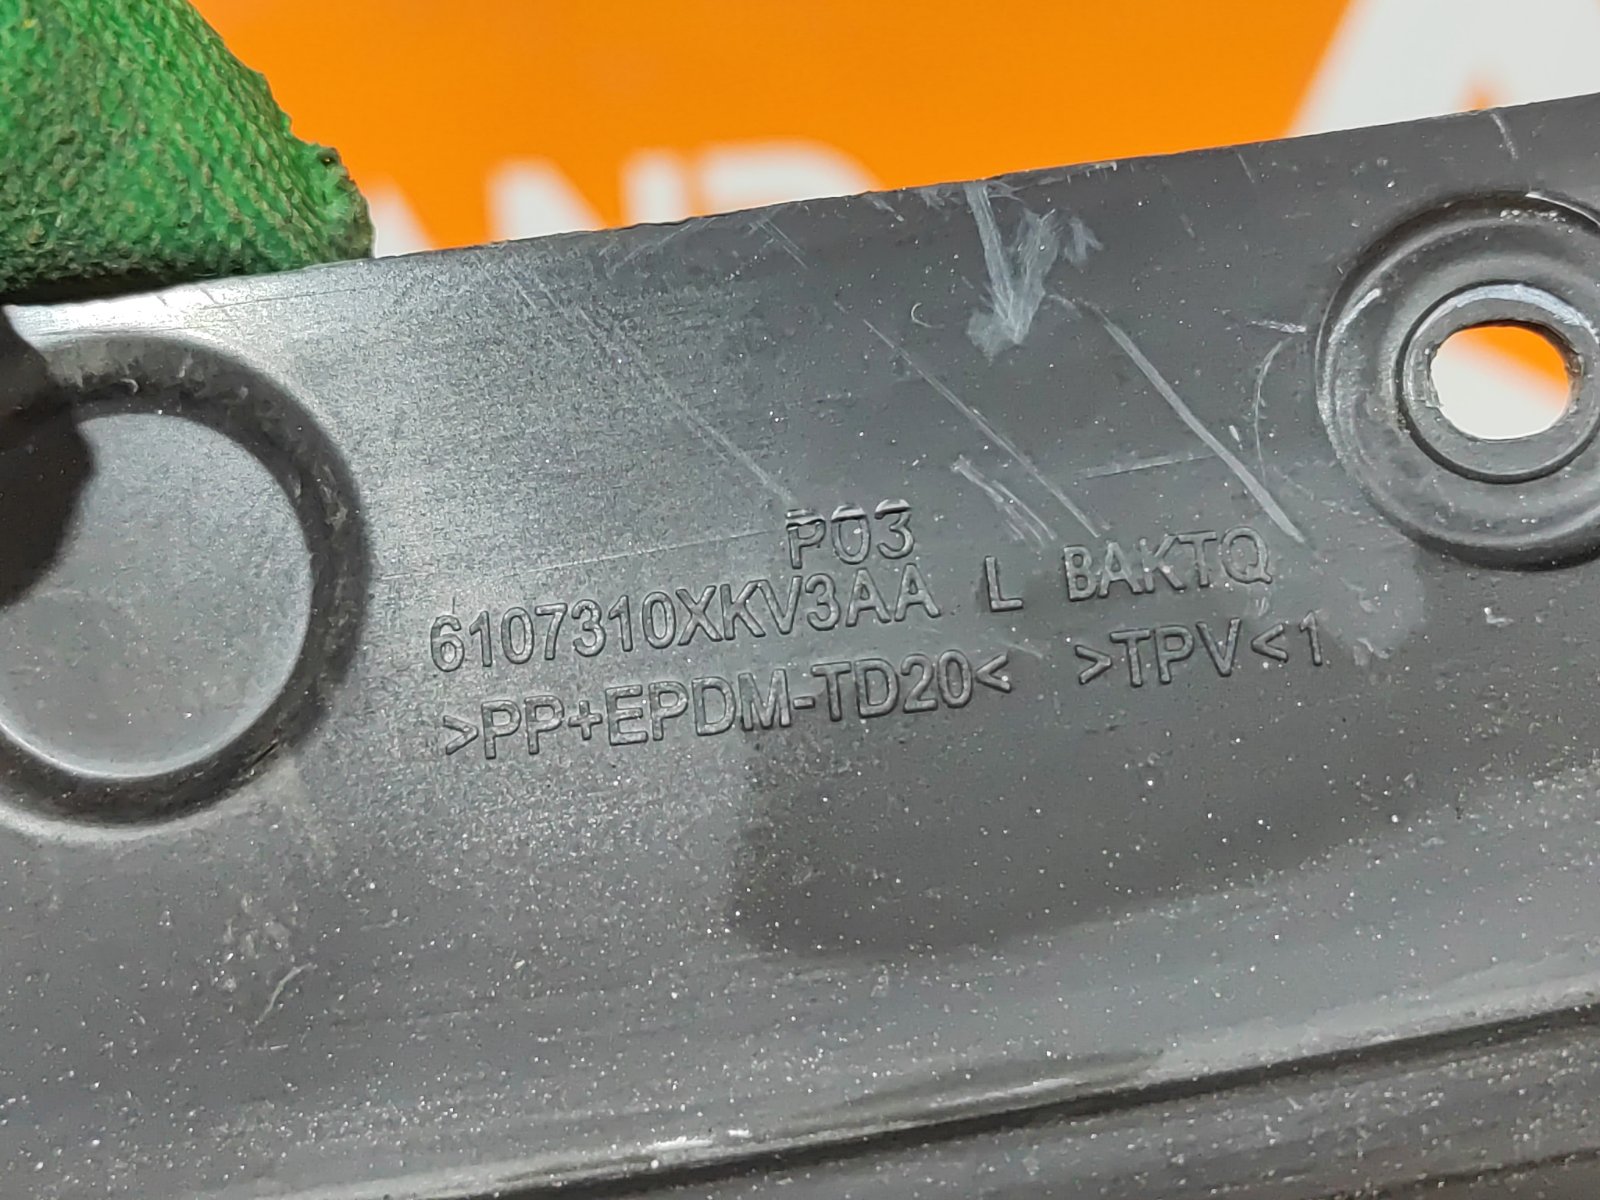 P03
6107310XKV3AA L BAKTQ
>PP+EPDM-TD20< >TPV<1